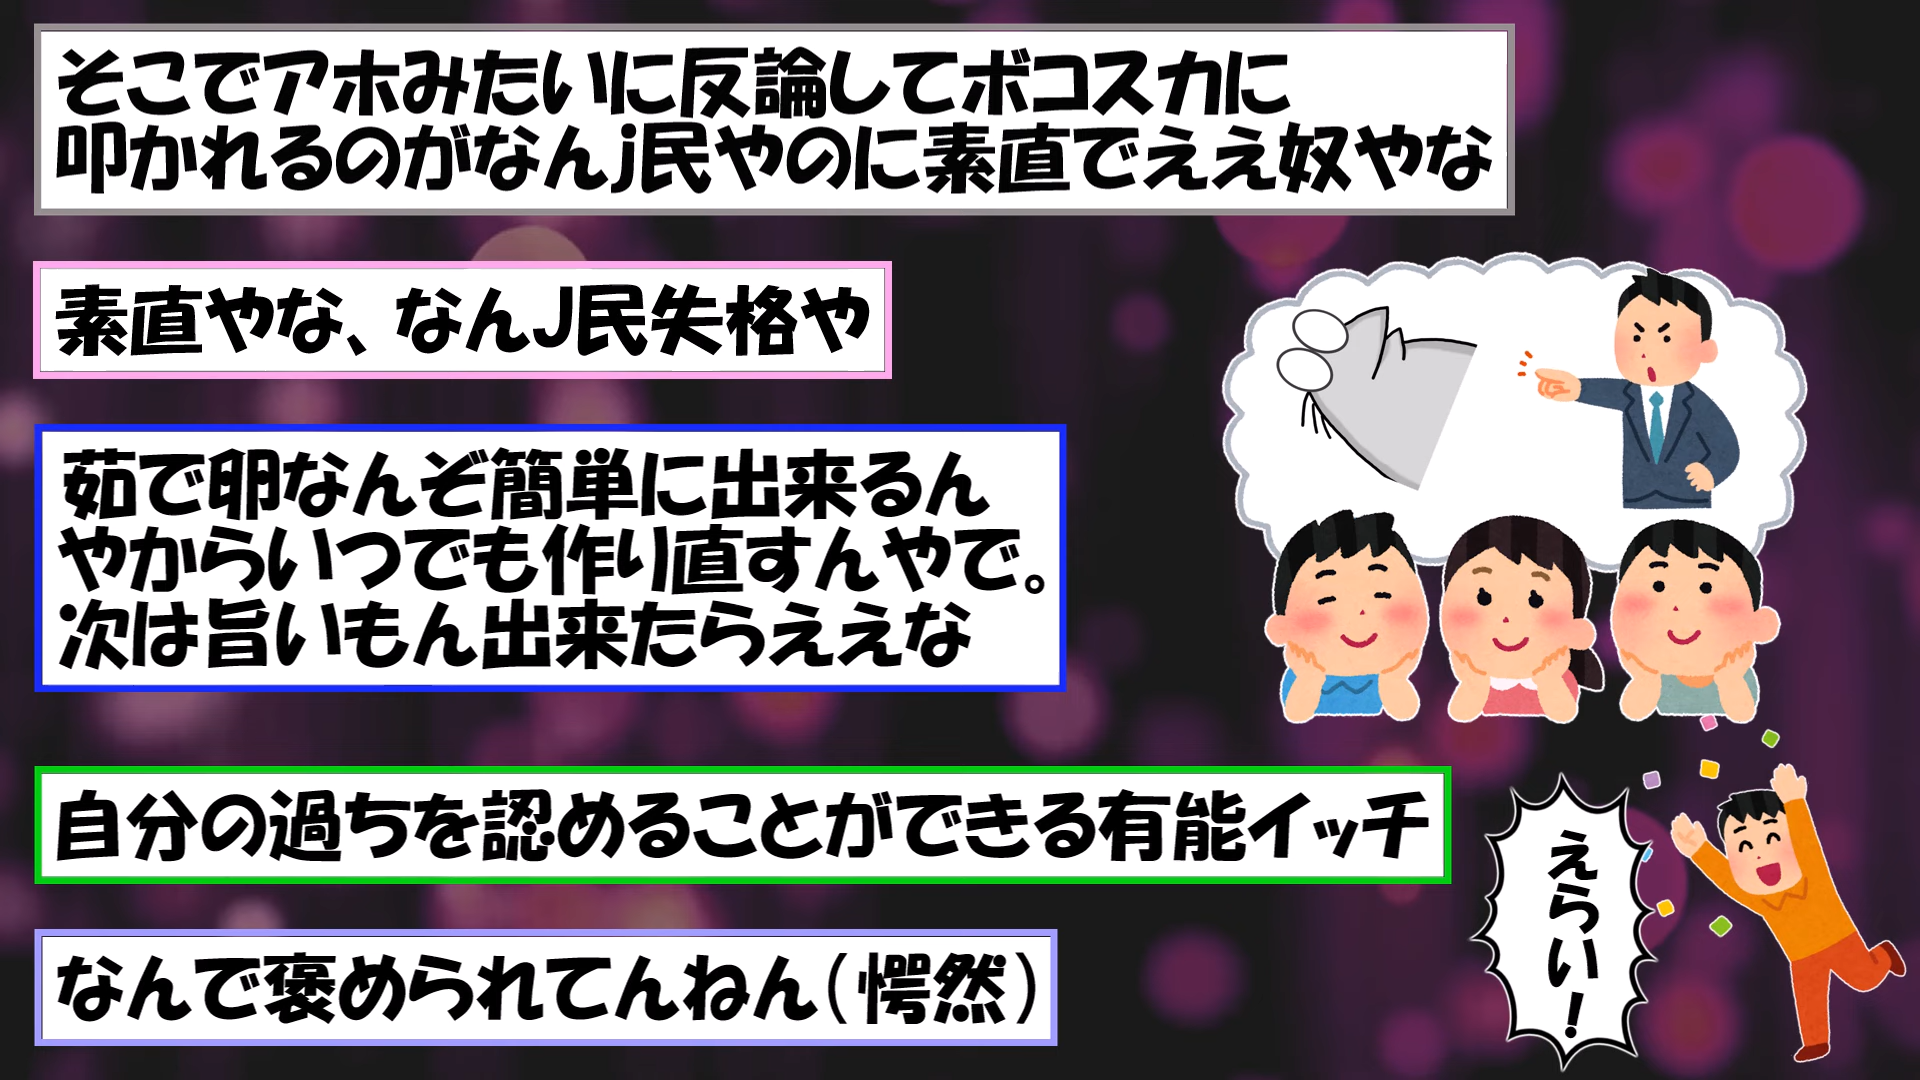 そこでアホみたいに反論してボコスカに
叩かれるのがなんj民やのに素直でええ奴やな
素直やな、なんJ民失格や
茹で卵なんぞ簡単に出来るん
やからいつでも作り直すんやで。
次は旨いもん出来たらええな
自分の過ちを認めることができる有能イッチ
えらい！
なんで褒められてんねん（愕然）